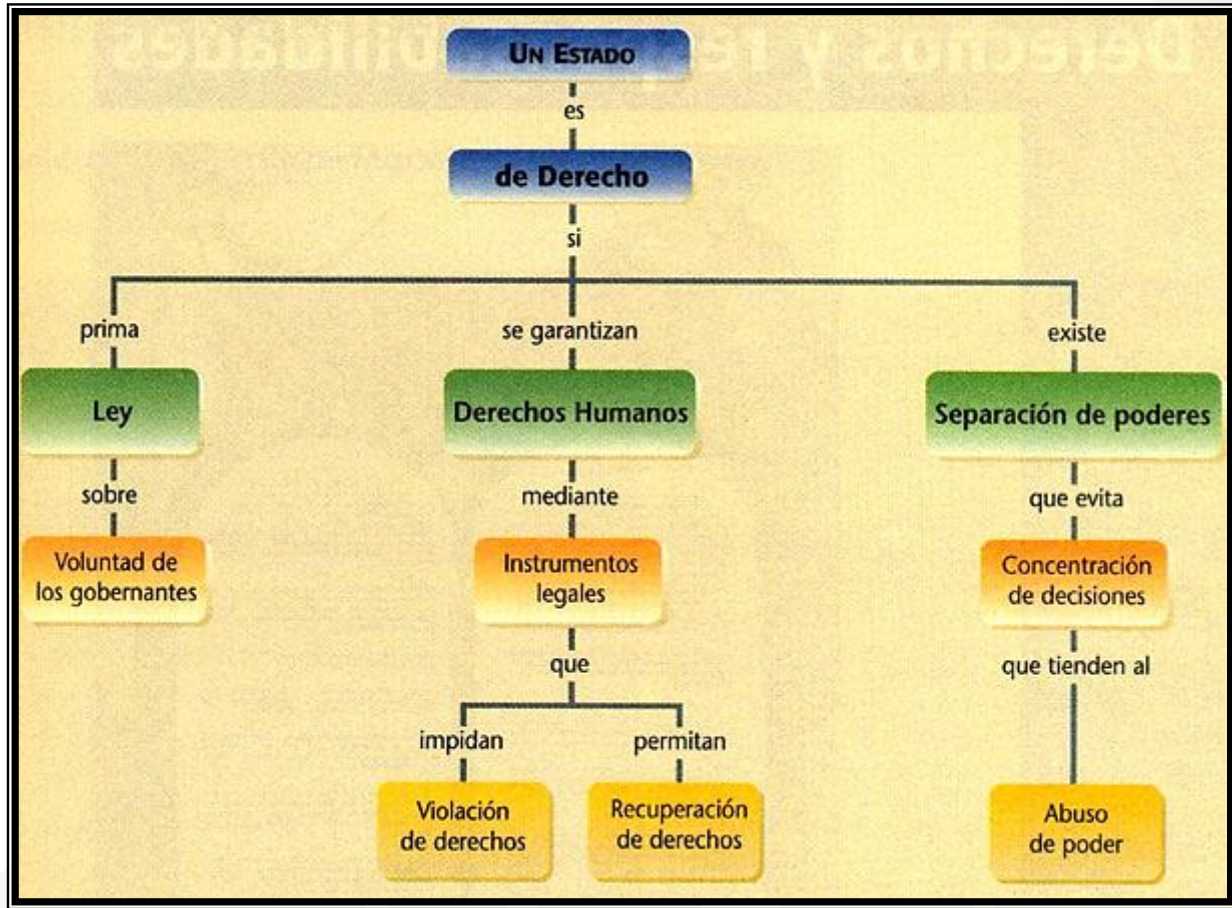 UN ESTADO
es
de Derecho
si
prima
se garantizan
existe
Ley
Derechos Humanos
Separación de poderes
sobre
mediante
que evita
Voluntad de
los gobernantes
Instrumentos
legales
Concentración
de decisiones
que
que tienden al
impidan
permitan
Violación
de derechos
Recuperación
de derechos
Abuso
de poder